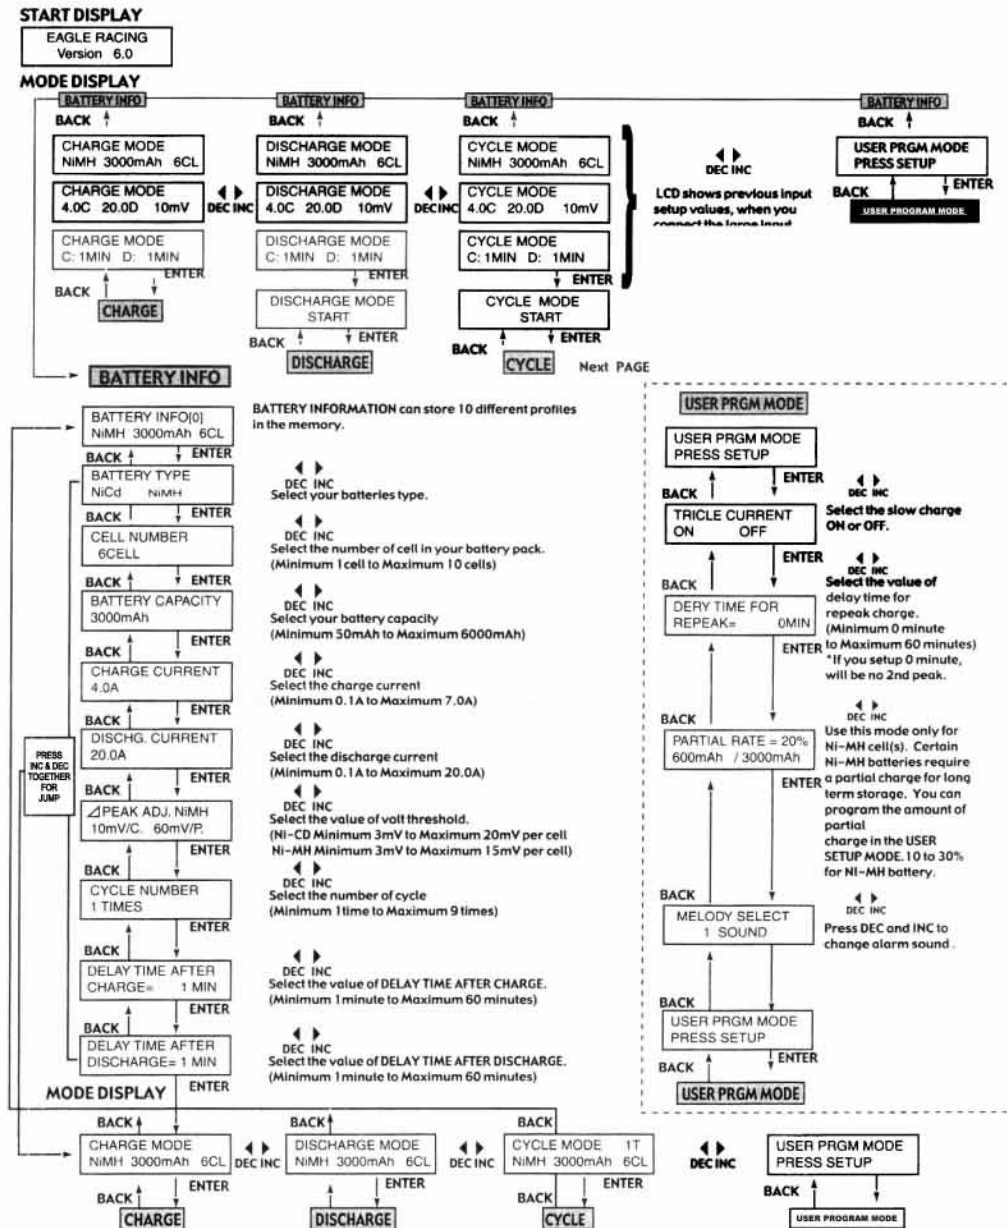 START DISPLAY
EAGLE RACING
Version 6.0
MODE DISPLAY
BATTERY INFO
BACK
CHARGE MODE
NiMH 3000mAh 6CL
CHARGE MODE
4.0C 20.0D 10mV
CHARGE MODE
C: 1MIN D: 1MIN
ENTER
BACK
CHARGE
DEC INC
BATTERY INFO
BACK
DISCHARGE MODE
NiMH 3000mAh 6CL
DISCHARGE MODE
4.0C 20.0D 10mV
DISCHARGE MODE
C: 1MIN D: 1MIN
ENTER
DISCHARGE MODE
START
BACK
ENTER
DISCHARGE
DEC INC
BATTERY INFO
BACK
CYCLE MODE
NiMH 3000mAh 6CL
CYCLE MODE
4.0C 20.0D 10mV
CYCLE MODE
C: 1MIN D: 1MIN
ENTER
CYCLE MODE
START
BACK
ENTER
CYCLE
Next PAGE
DEC INC
LCD shows previous input
setup values, when you
connect the large input
BATTERY INFO
BACK
USER PRGM MODE
PRESS SETUP
BACK
ENTER
USER PROGRAM MODE
BATTERY INFO
BATTERY INFO[0]
NiMH 3000mAh 6CL
BATTERY INFORMATION can store 10 different profiles
in the memory.
BACK
ENTER
BATTERY TYPE
NiCd NiMH
DEC INC
Select your batteries type.
BACK
ENTER
CELL NUMBER
6CELL
DEC INC
Select the number of cell in your battery pack.
(Minimum 1cell to Maximum 10 cells)
BACK
ENTER
BATTERY CAPACITY
3000mAh
DEC INC
Select your battery capacity
(Minimum 50mAh to Maximum 6000mAh)
BACK
ENTER
CHARGE CURRENT
4.0A
DEC INC
Select the charge current
(Minimum 0.1A to Maximum 7.0A)
BACK
ENTER
DISCHG. CURRENT
20.0A
DEC INC
Select the discharge current
(Minimum 0.1A to Maximum 20.0A)
PRESS
INC & DEC
TOGETHER
FOR
JUMP
BACK
ENTER
⊿PEAK ADJ. NiMH
10mV/C. 60mV/P.
DEC INC
Select the value of volt threshold.
(Ni-CD Minimum 3mV to Maximum 20mV per cell
Ni-MH Minimum 3mV to Maximum 15mV per cell)
BACK
ENTER
CYCLE NUMBER
1 TIMES
DEC INC
Select the number of cycle
(Minimum 1time to Maximum 9 times)
BACK
ENTER
DELAY TIME AFTER
CHARGE= 1 MIN
DEC INC
Select the value of DELAY TIME AFTER CHARGE.
(Minimum 1minute to Maximum 60 minutes)
BACK
ENTER
DELAY TIME AFTER
DISCHARGE= 1 MIN
DEC INC
Select the value of DELAY TIME AFTER DISCHARGE.
(Minimum 1minute to Maximum 60 minutes)
ENTER
USER PRGM MODE
USER PRGM MODE
PRESS SETUP
BACK
ENTER
TRICLE CURRENT
ON OFF
DEC INC
Select the slow charge
ON or OFF.
BACK
ENTER
DERY TIME FOR
REPEAK= 0MIN
DEC INC
Select the value of
delay time for
repeak charge.
(Minimum 0 minute
to Maximum 60 minutes)
*If you setup 0 minute,
will be no 2nd peak.
BACK
ENTER
PARTIAL RATE = 20%
600mAh / 3000mAh
DEC INC
Use this mode only for
Ni-MH cell(s). Certain
Ni-MH batteries require
a partial charge for long
term storage. You can
program the amount of
partial
charge in the USER
SETUP MODE.10 to 30%
for NI-MH battery.
BACK
ENTER
MELODY SELECT
1 SOUND
DEC INC
Press DEC and INC to
change alarm sound .
BACK
USER PRGM MODE
PRESS SETUP
BACK
ENTER
USER PRGM MODE
MODE DISPLAY
CHARGE MODE
NiMH 3000mAh 6CL
BACK
ENTER
CHARGE
DEC INC
BACK
DISCHARGE MODE
NiMH 3000mAh 6CL
BACK
ENTER
DISCHARGE
DEC INC
BACK
CYCLE MODE 1T
NiMH 3000mAh 6CL
BACK
ENTER
CYCLE
DEC INC
USER PRGM MODE
PRESS SETUP
BACK
USER PROGRAM MODE